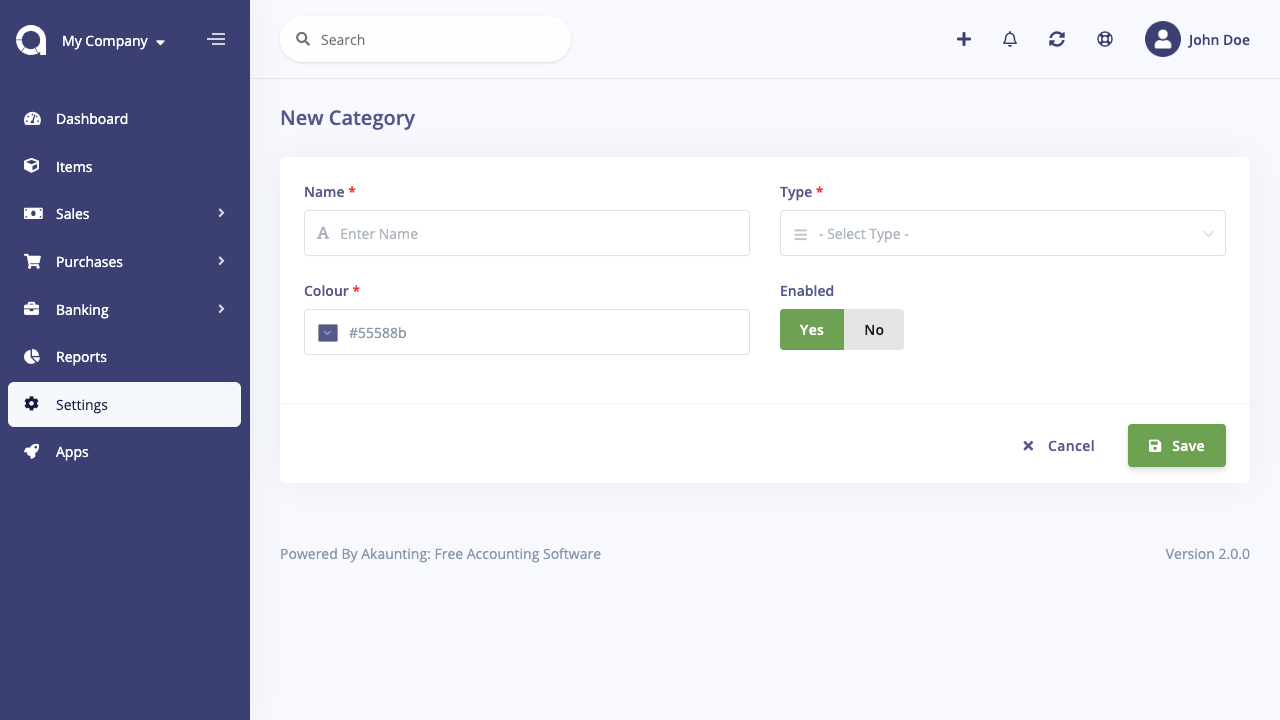 My Company
Search
John Doe
Dashboard
Items
Sales
Purchases
Banking
Reports
Settings
Apps
New Category
Name *
Enter Name
Type *
- Select Type -
Colour *
#55588b
Enabled
Yes
No
Cancel
Save
Powered By Akaunting: Free Accounting Software
Version 2.0.0